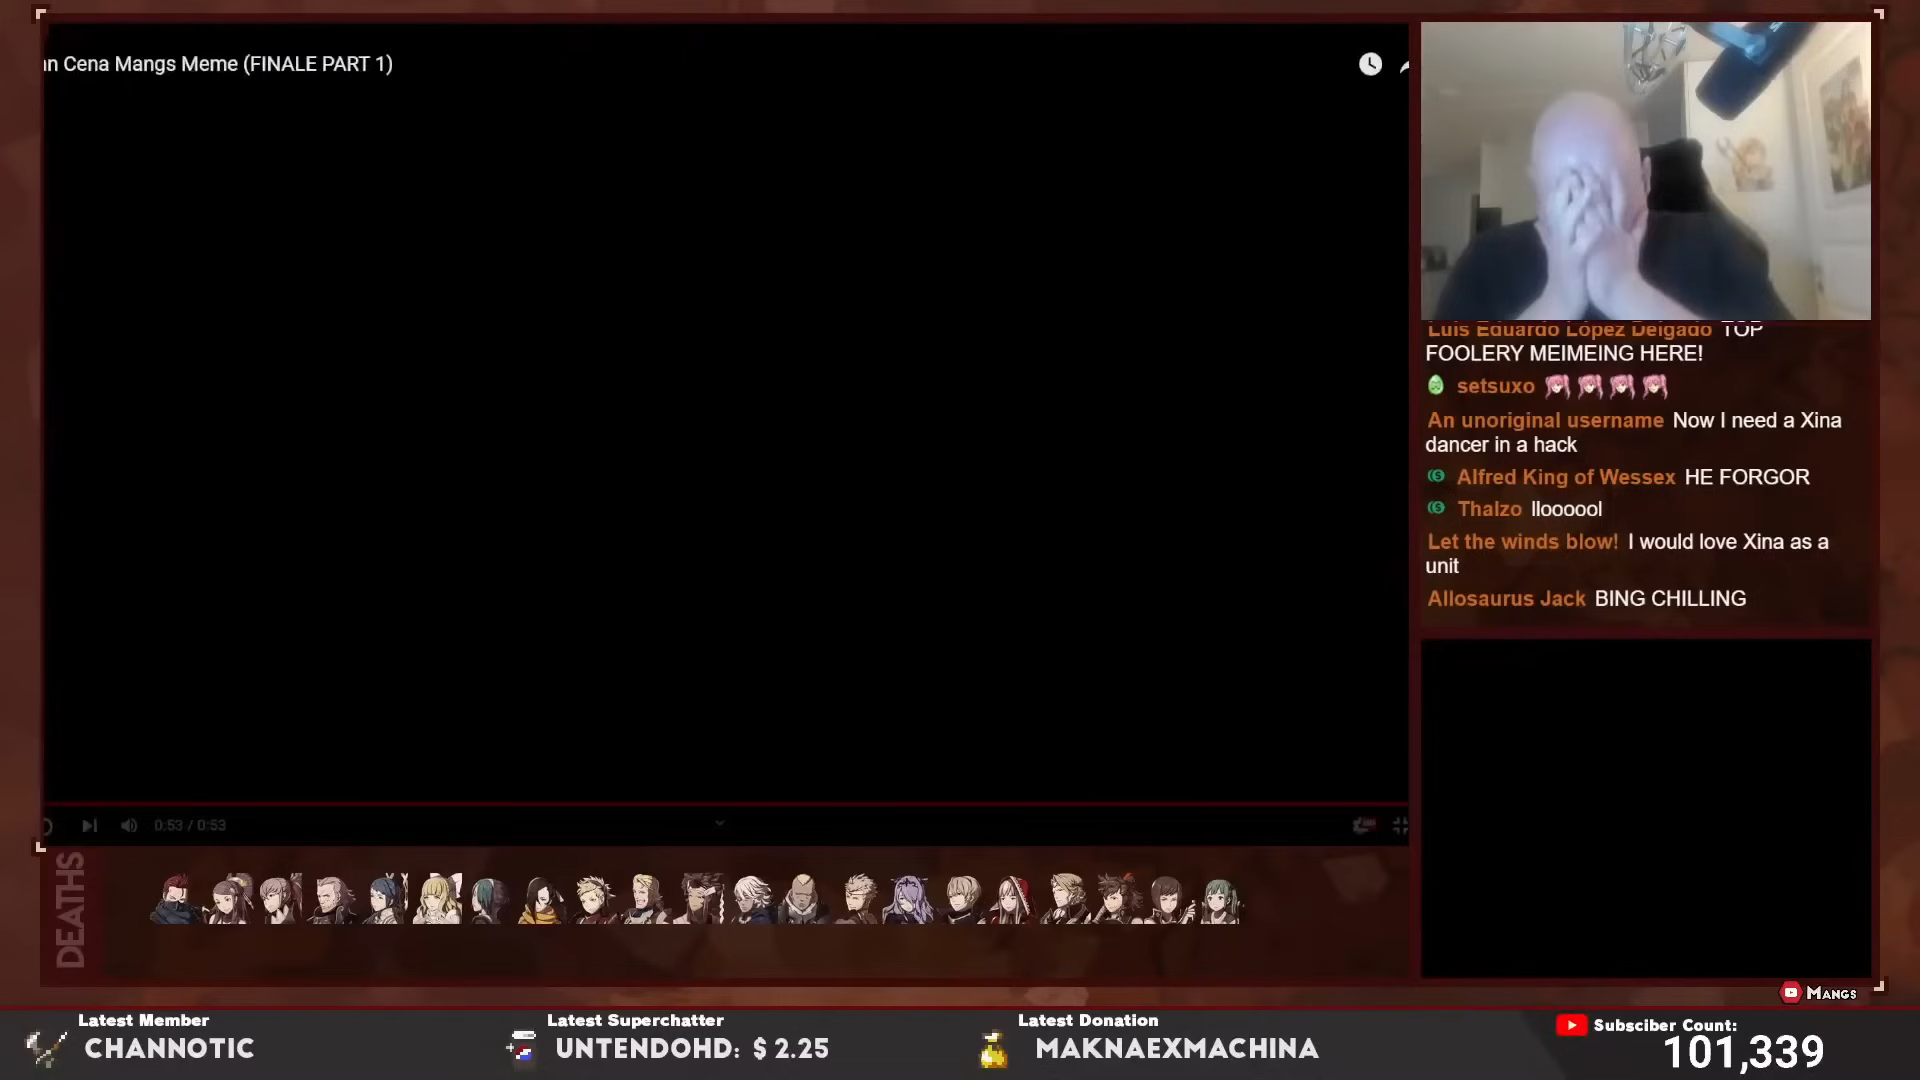 n Cena Mangs Meme (FINALE PART 1)
Luis Eduardo López Delgado TOP
FOOLERY MEIMEING HERE!
setsuxo
An unoriginal username Now I need a Xina
dancer in a hack
Alfred King of Wessex HE FORGOR
Thalzo lloooool
Let the winds blow! I would love Xina as a
unit
Allosaurus Jack BING CHILLING
0:53 / 0:53
DEATHS
MANGS
Latest Member
CHANNOTIC
Latest Superchatter
UNTENDOHD: $ 2.25
Latest Donation
MAKNAEXMACHINA
Subsciber Count:
101,339